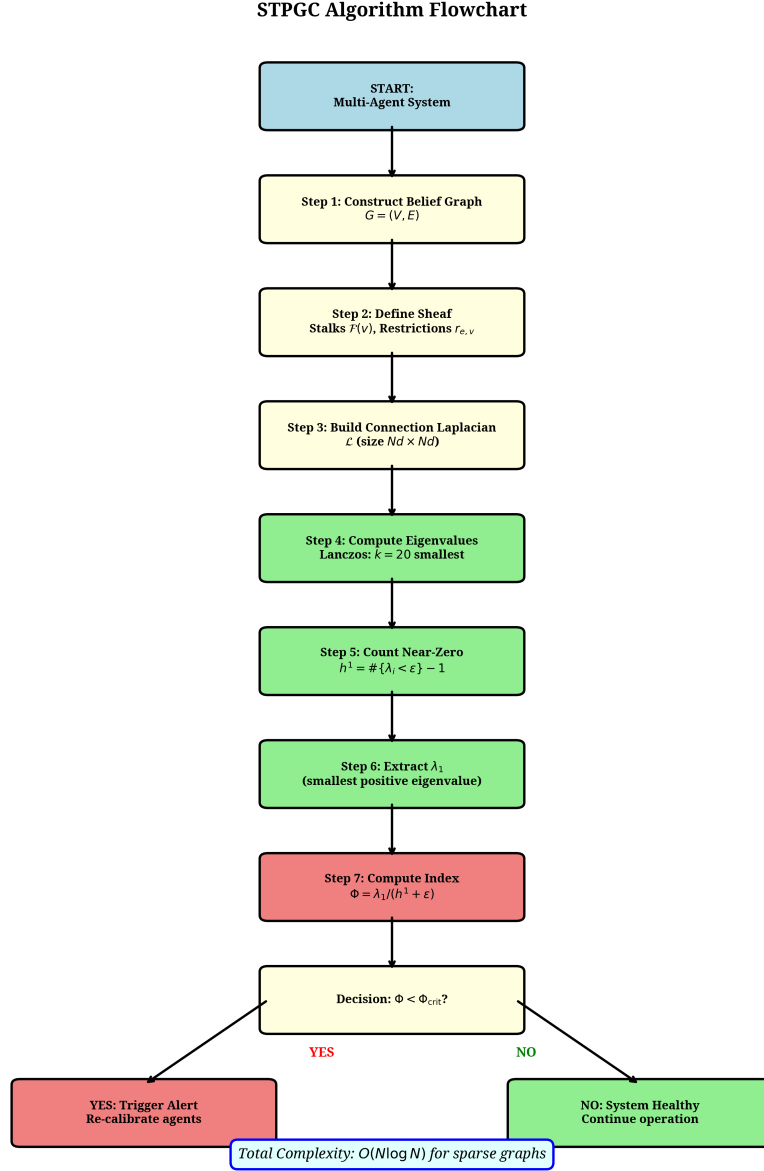 STPGC Algorithm Flowchart
START:
Multi-Agent System
Step 1: Construct Belief Graph
G = (V, E)
Step 2: Define Sheaf
Stalks ℱ(v), Restrictions r_{e,v}
Step 3: Build Connection Laplacian
ℒ (size Nd × Nd)
Step 4: Compute Eigenvalues
Lanczos: k = 20 smallest
Step 5: Count Near-Zero
h¹ = #{λᵢ < ε} − 1
Step 6: Extract λ₁
(smallest positive eigenvalue)
Step 7: Compute Index
Φ = λ₁/(h¹ + ε)
Decision: Φ < Φ_crit?
YES
NO
YES: Trigger Alert
Re-calibrate agents
NO: System Healthy
Continue operation
Total Complexity: O(N log N) for sparse graphs